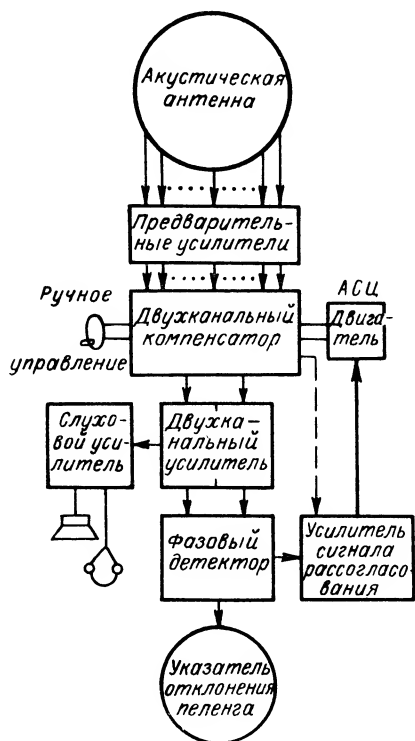 Акустическая
антенна
Предваритель-
ные усилители
Ручное
управление
Двухканальный
компенсатор
АСЦ
Двига-
тель
Слухо-
вой уси-
литель
Двухка-
нальный
усилитель
Фазовый
детектор
Усилитель
сигнала
рассогласо-
вания
Указатель
отклонения
пеленга